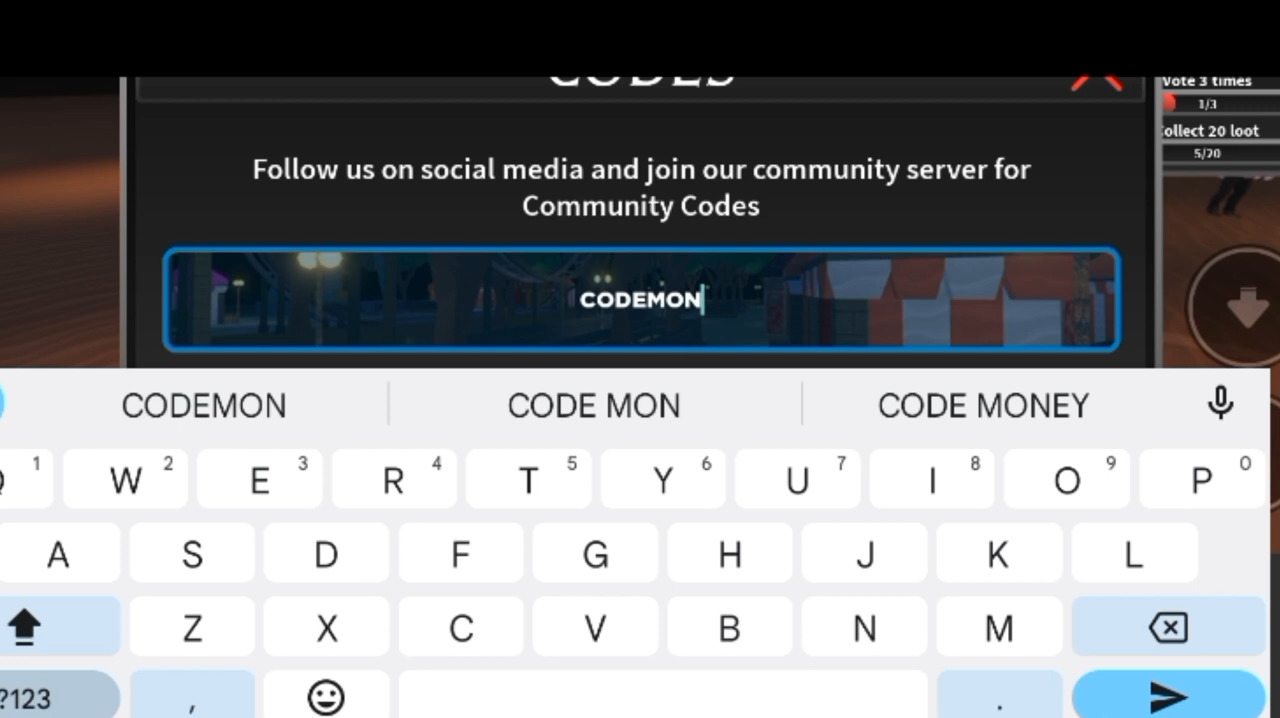 CODES
Vote 3 times
1/3
ollect 20 loot
5/20
Follow us on social media and join our community server for
Community Codes
CODEMON
CODEMON CODE MON CODE MONEY
1 W 2 E 3 R 4 T 5 Y 6 U 7 I 8 O 9 P 0
A S D F G H J K L
Z X C V B N M
?123 , .